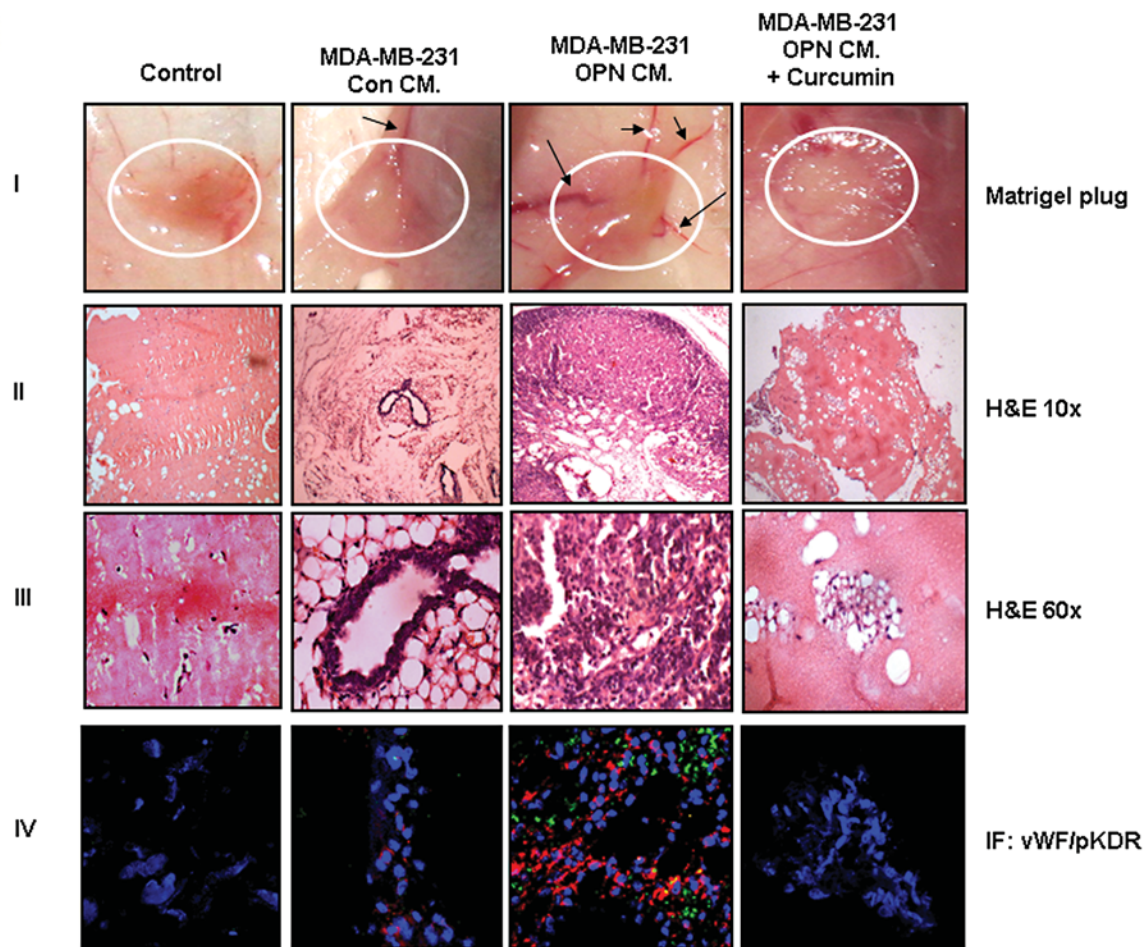 Control
MDA-MB-231
Con CM.
MDA-MB-231
OPN CM.
MDA-MB-231
OPN CM.
+ Curcumin
I
Matrigel plug
II
H&E 10x
III
H&E 60x
IV
IF: vWF/pKDR